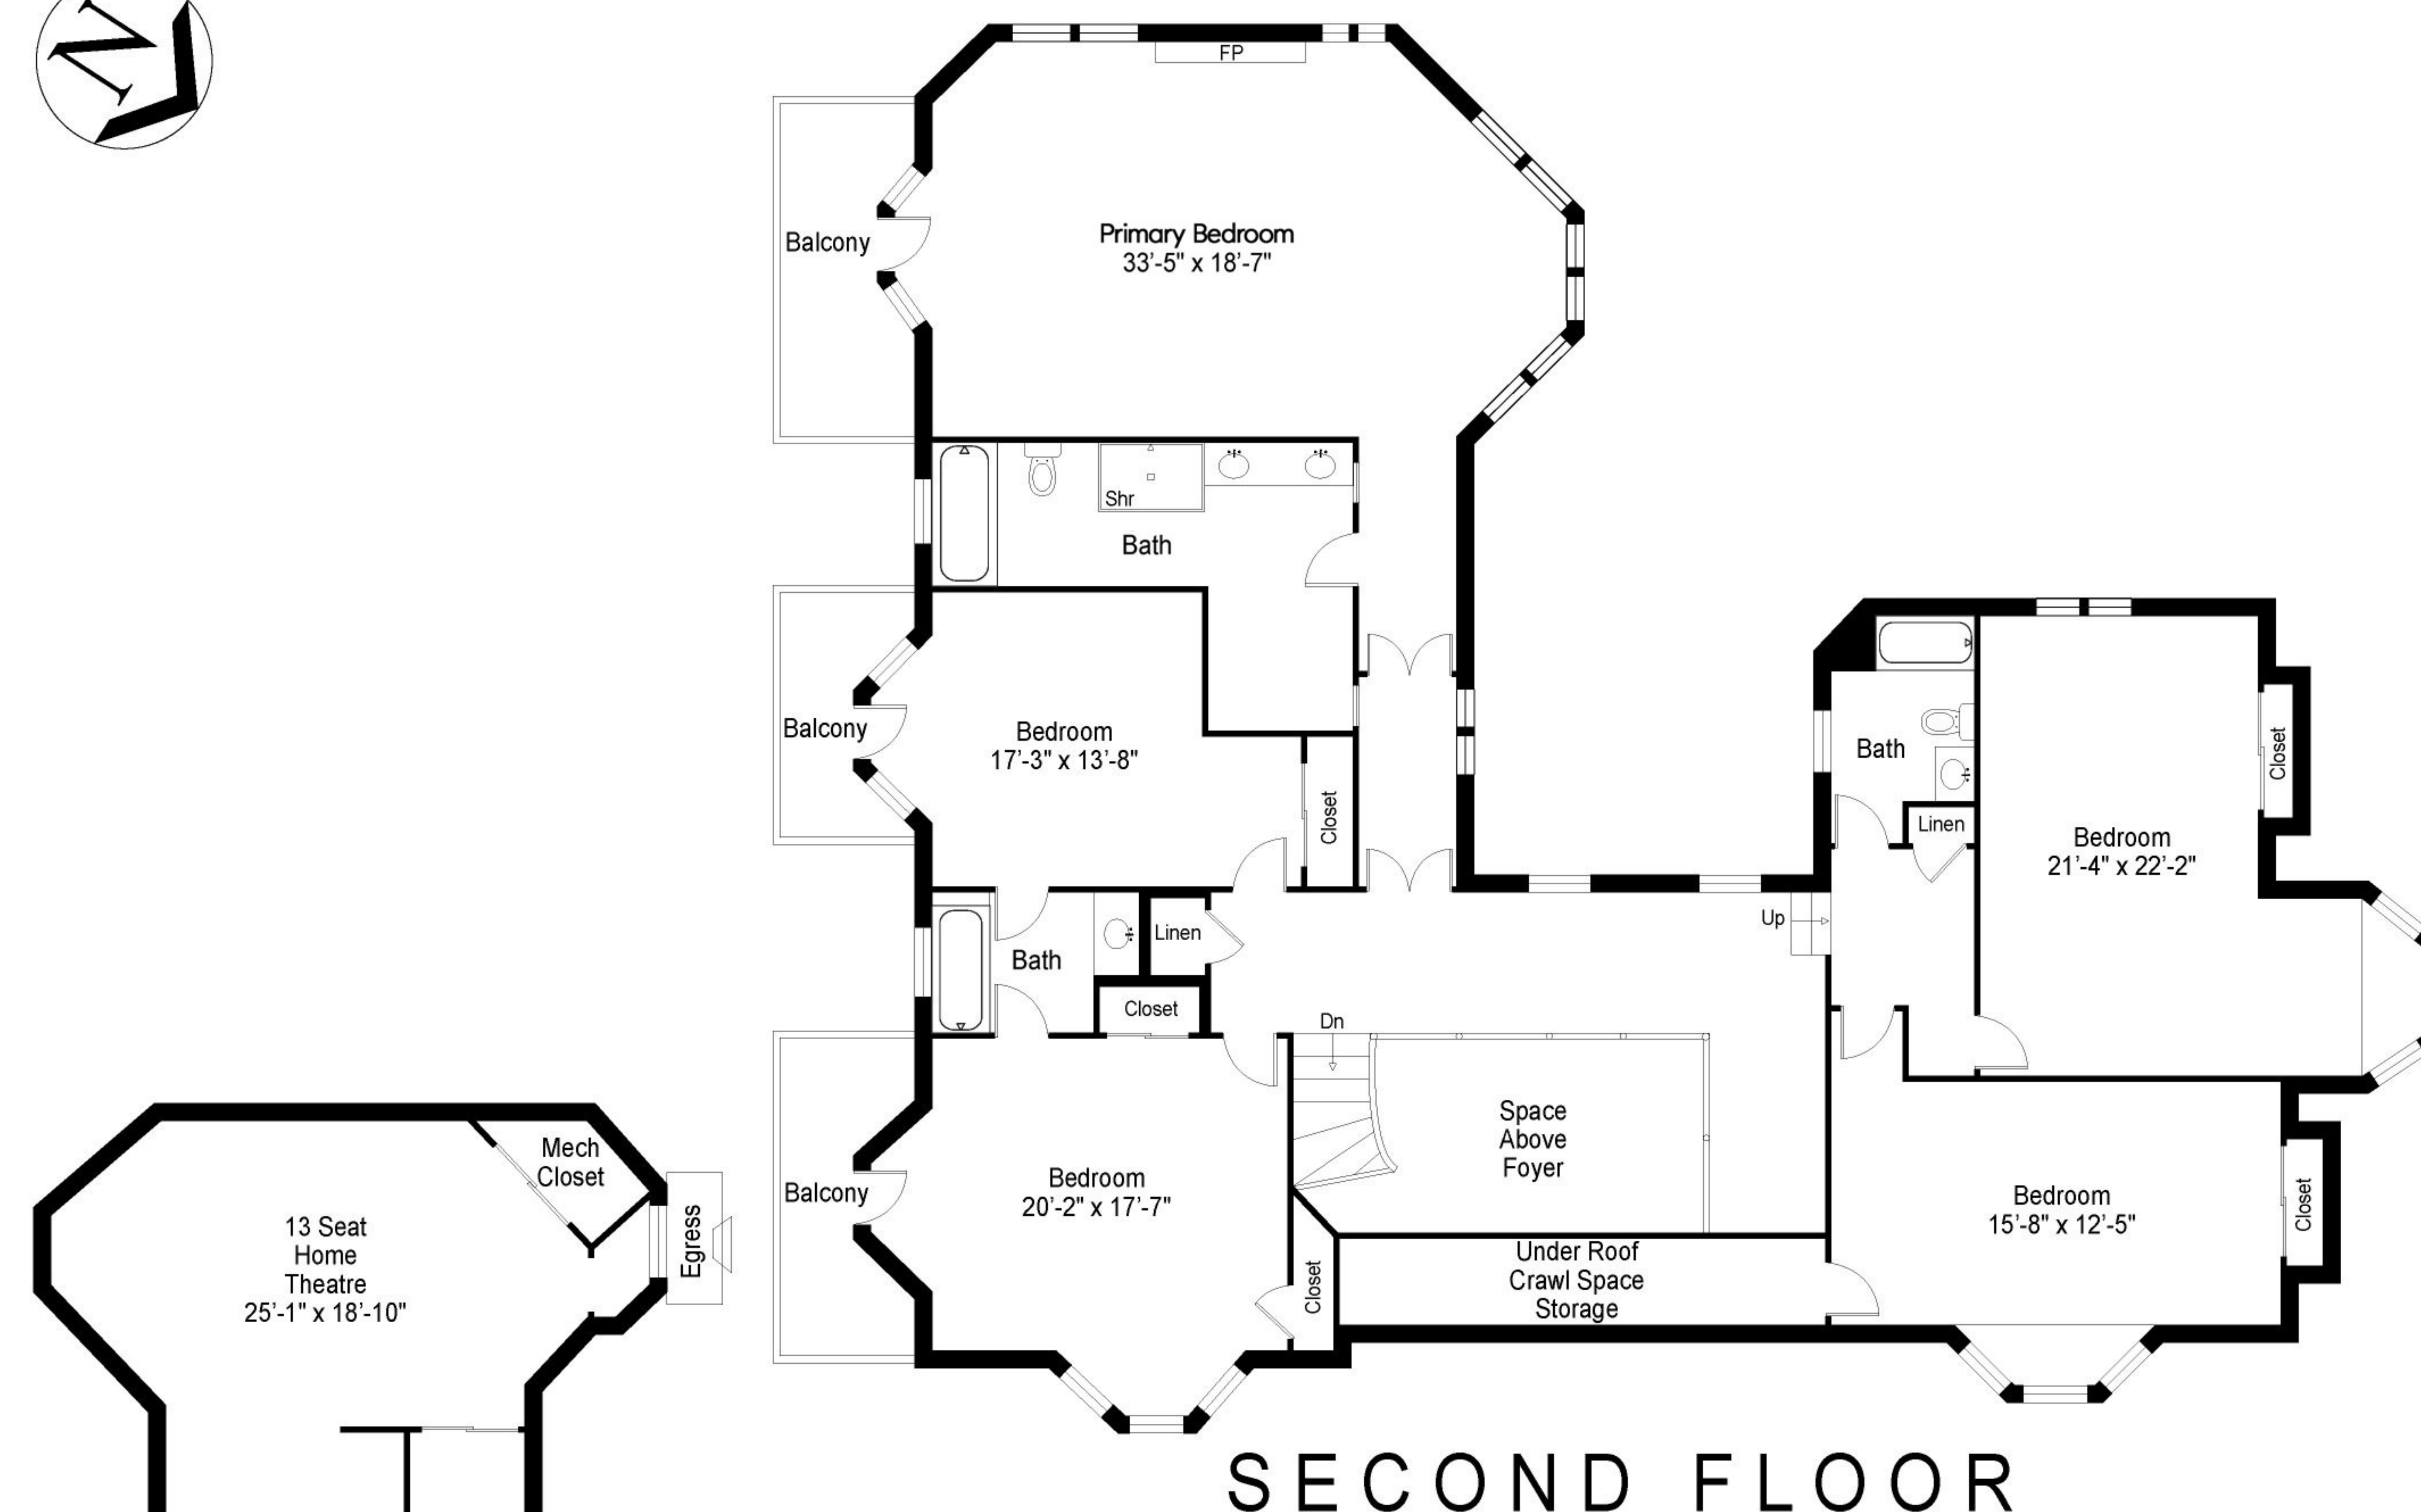 N
FP
Balcony
Primary Bedroom
33'-5" x 18'-7"
Shr
Bath
Balcony
Bedroom
17'-3" x 13'-8"
Closet
Bath
Linen
Closet
Bedroom
21'-4" x 22'-2"
Up
Linen
Bath
Closet
Dn
Mech
Closet
Egress
13 Seat
Home
Theatre
25'-1" x 18'-10"
Balcony
Bedroom
20'-2" x 17'-7"
Closet
Space
Above
Foyer
Under Roof
Crawl Space
Storage
Bedroom
15'-8" x 12'-5"
Closet
SECOND FLOOR